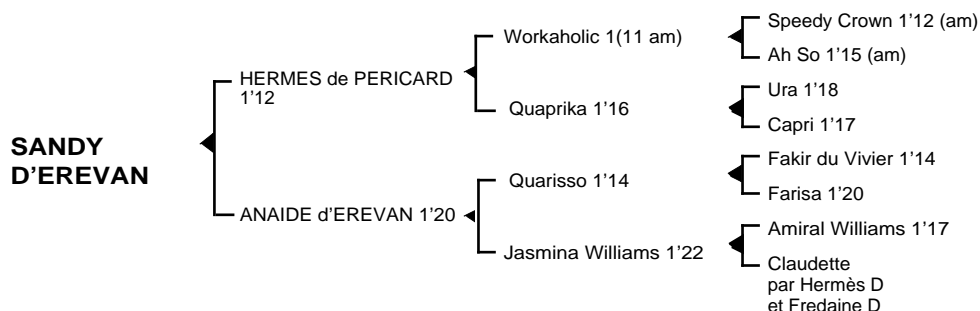 SANDY
D'EREVAN
HERMES de PERICARD
1'12
ANAIDE d'EREVAN 1'20
Workaholic 1(11 am)
Quaprika 1'16
Quarisso 1'14
Jasmina Williams 1'22
Speedy Crown 1'12 (am)
Ah So 1'15 (am)
Ura 1'18
Capri 1'17
Fakir du Vivier 1'14
Farisa 1'20
Amiral Williams 1'17
Claudette
par Hermès D
et Fredaine D